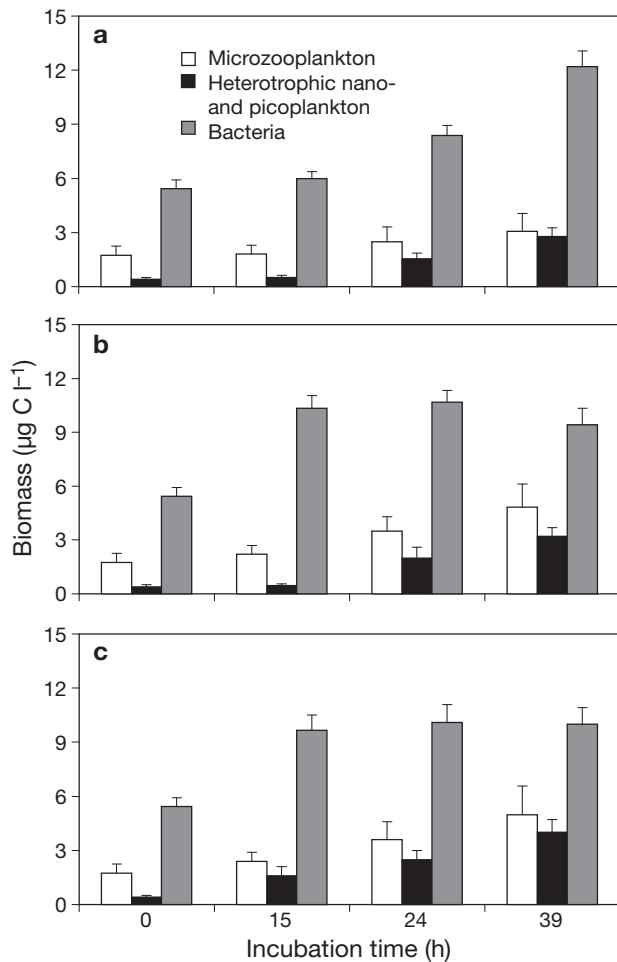 a
Microzooplankton
Heterotrophic nano-
and picoplankton
Bacteria
15
12
9
6
3
0
b
15
12
9
6
3
0
Biomass (µg C l⁻¹)
c
15
12
9
6
3
0
0 15 24 39
Incubation time (h)